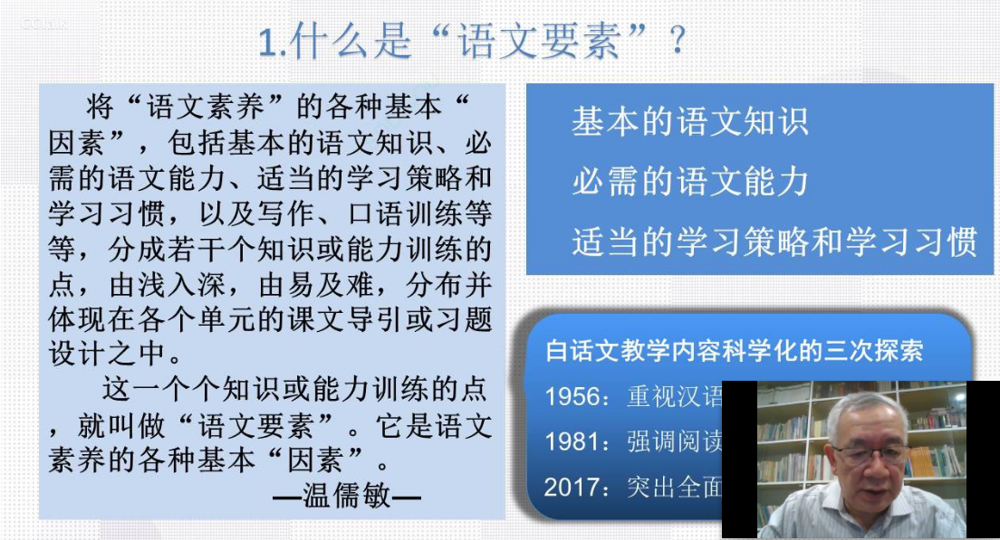 CCtalk
1.什么是“语文要素”？
将“语文素养”的各种基本“
因素”，包括基本的语文知识、必
需的语文能力、适当的学习策略和
学习习惯，以及写作、口语训练等
等，分成若干个知识或能力训练的
点，由浅入深，由易及难，分布并
体现在各个单元的课文导引或习题
设计之中。
这一个个知识或能力训练的点
，就叫做“语文要素”。它是语文
素养的各种基本“因素”。
—温儒敏—
基本的语文知识
必需的语文能力
适当的学习策略和学习习惯
白话文教学内容科学化的三次探索
1956：重视汉语
1981：强调阅读
2017：突出全面